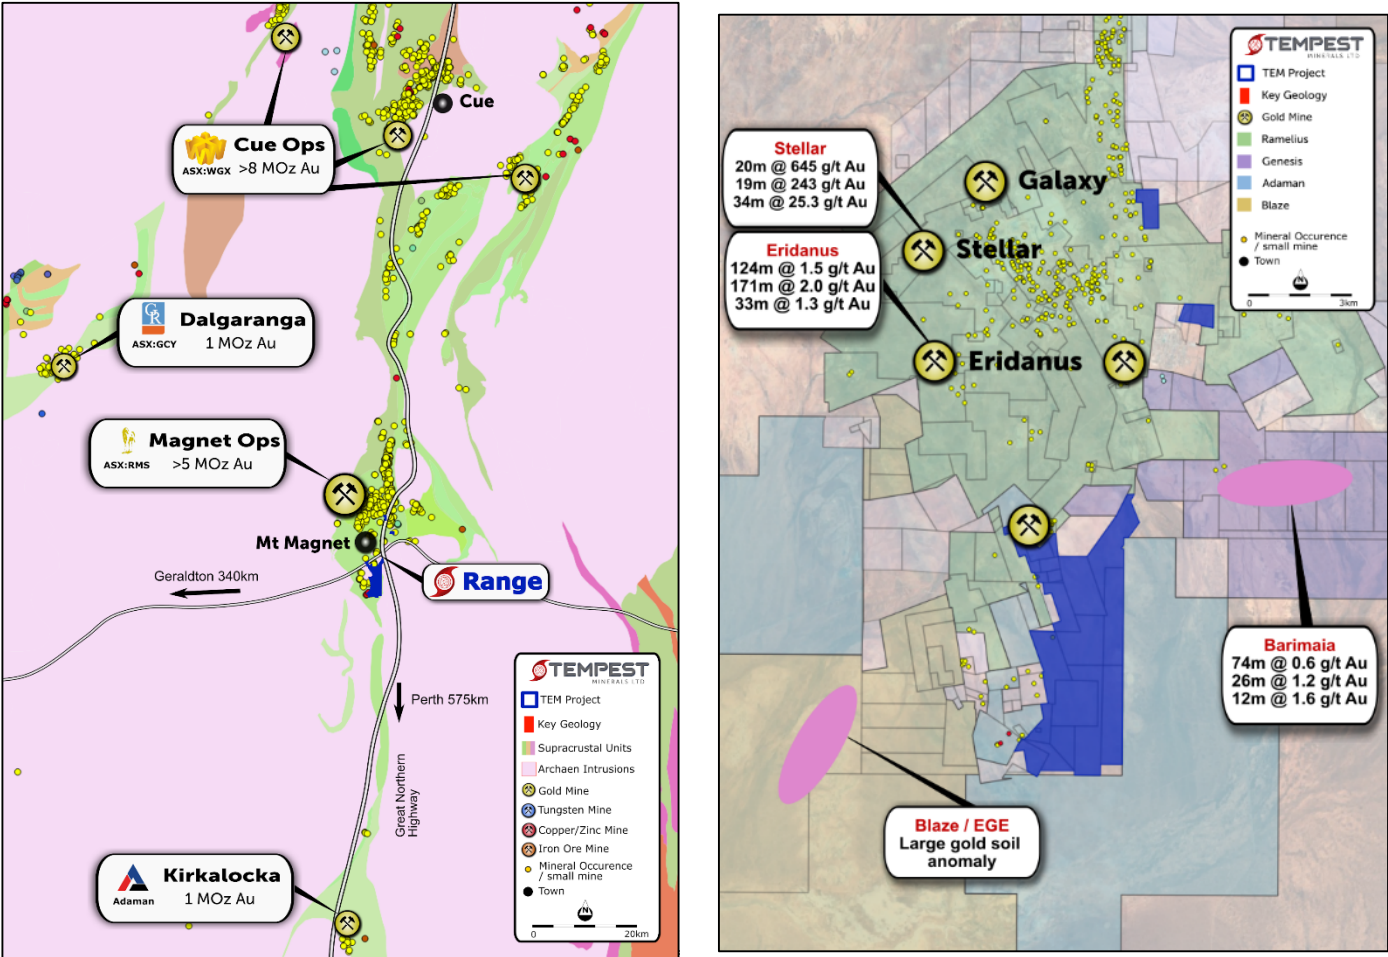 Cue
Cue Ops
ASX:WGX >8 MOz Au
Dalgaranga
ASX:GCY 1 MOz Au
Magnet Ops
ASX:RMS >5 MOz Au
Mt Magnet
Geraldton 340km
Range
Perth 575km
Great Northern
Highway
Kirkalocka
Adaman 1 MOz Au
TEMPEST
MINERALS LTD
TEM Project
Key Geology
Supracrustal Units
Archaen Intrusions
Gold Mine
Tungsten Mine
Copper/Zinc Mine
Iron Ore Mine
Mineral Occurence
/ small mine
Town
N
0 20km
Stellar
20m @ 645 g/t Au
19m @ 243 g/t Au
34m @ 25.3 g/t Au
Eridanus
124m @ 1.5 g/t Au
171m @ 2.0 g/t Au
33m @ 1.3 g/t Au
Galaxy
Stellar
Eridanus
TEMPEST
MINERALS LTD
TEM Project
Key Geology
Gold Mine
Ramelius
Genesis
Adaman
Blaze
Mineral Occurence
/ small mine
Town
0 3km
Barimaia
74m @ 0.6 g/t Au
26m @ 1.2 g/t Au
12m @ 1.6 g/t Au
Blaze / EGE
Large gold soil
anomaly